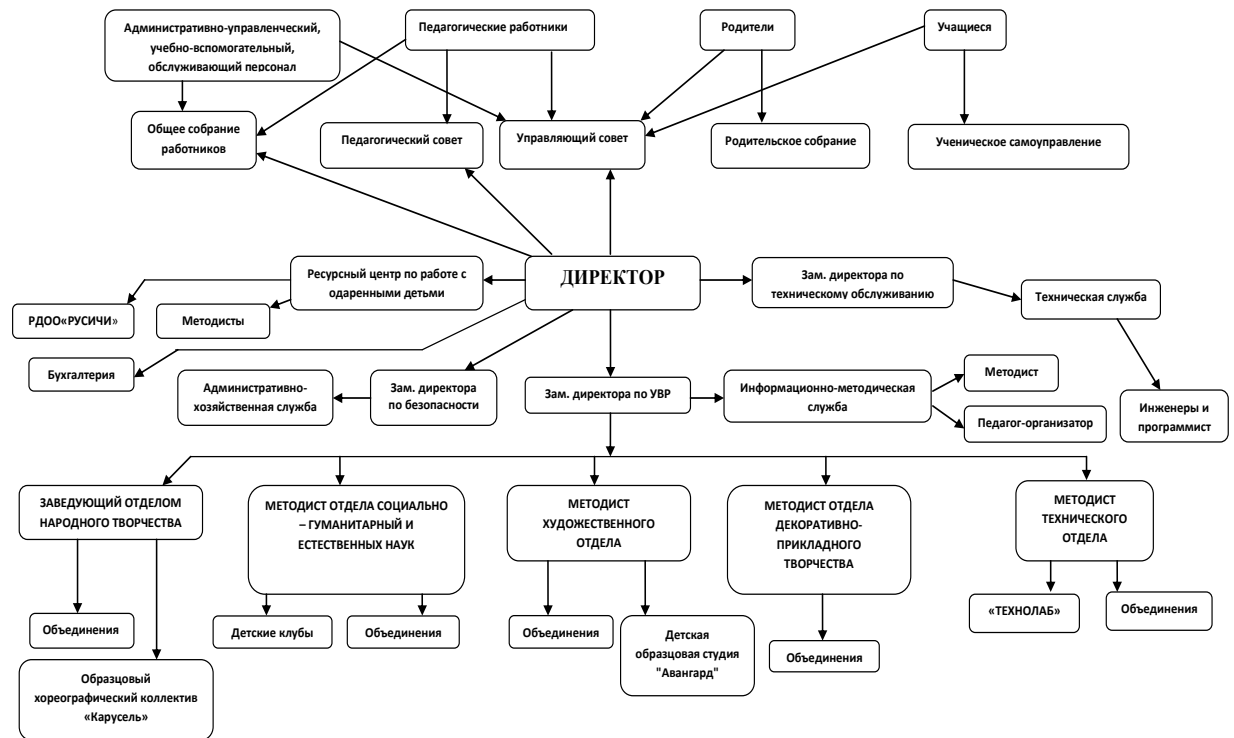 Административно-управленческий,
учебно-вспомогательный,
обслуживающий персонал
Педагогические работники
Родители
Учащиеся
Общее собрание
работников
Педагогический совет
Управляющий совет
Родительское собрание
Ученическое самоуправление
Ресурсный центр по работе с
одаренными детьми
ДИРЕКТОР
Зам. директора по
техническому обслуживанию
РДОО«РУСИЧИ»
Методисты
Техническая служба
Бухгалтерия
Административно-
хозяйственная служба
Зам. директора
по безопасности
Зам. директора по УВР
Информационно-методическая
служба
Методист
Педагог-организатор
Инженеры и
программист
ЗАВЕДУЮЩИЙ ОТДЕЛОМ
НАРОДНОГО ТВОРЧЕСТВА
МЕТОДИСТ ОТДЕЛА СОЦИАЛЬНО
– ГУМАНИТАРНЫЙ И
ЕСТЕСТВЕННЫХ НАУК
МЕТОДИСТ
ХУДОЖЕСТВЕННОГО
ОТДЕЛА
МЕТОДИСТ ОТДЕЛА
ДЕКОРАТИВНО-
ПРИКЛАДНОГО
ТВОРЧЕСТВА
МЕТОДИСТ
ТЕХНИЧЕСКОГО
ОТДЕЛА
Объединения
Детские клубы
Объединения
Объединения
Детская
образцовая студия
"Авангард"
Объединения
«ТЕХНОЛАБ»
Объединения
Образцовый
хореографический коллектив
«Карусель»